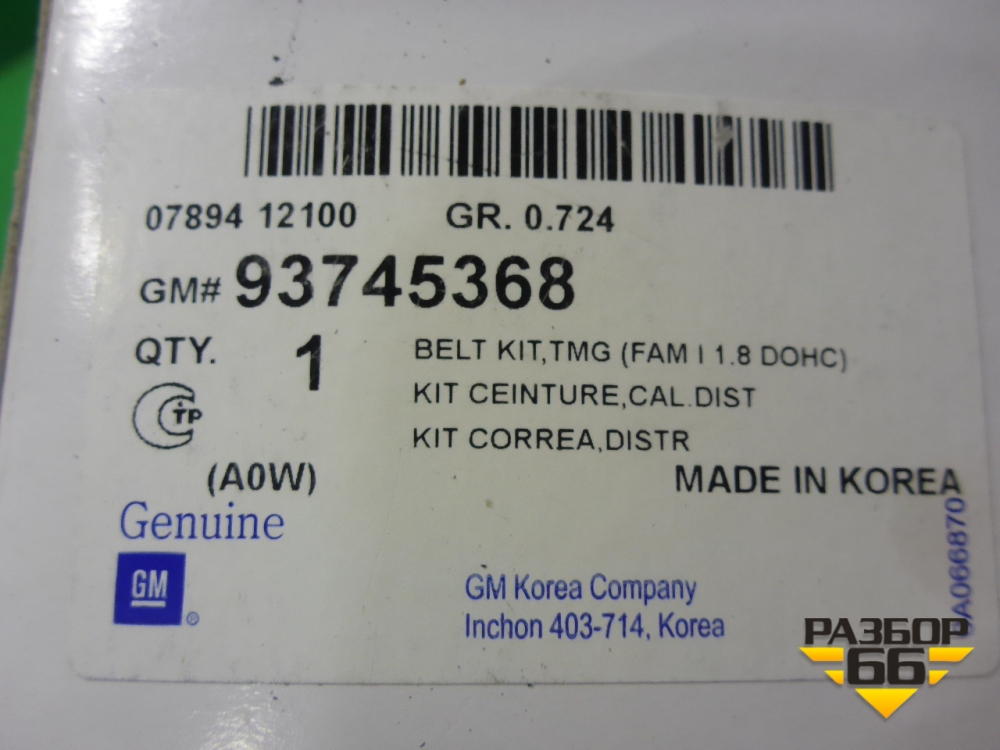 07894 12100 GR. 0.724
GM# 93745368
QTY. 1
BELT KIT,TMG (FAM I 1.8 DOHC)
KIT CEINTURE,CAL.DIST
KIT CORREA,DISTR
TP
(A0W)
MADE IN KOREA
Genuine
GM
®
GM Korea Company
Inchon 403-714, Korea
A066870
РАЗБОР
66